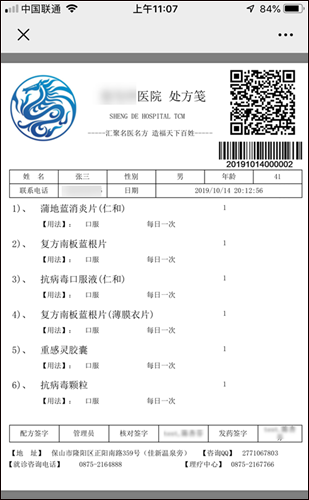 中国联通 上午11:07 84%
医院 处方笺
SHENG DE HOSPITAL TCM
-----汇聚名医名方 造福天下百姓-----
20191014000002
姓 名 张三 性别 男 年龄 41
联系电话 日期 2019/10/14 20:12:56
1)、 蒲地蓝消炎片(仁和) 1
【用法】: 口服 每日一次
2)、 复方南板蓝根片 1
【用法】: 口服 每日一次
3)、 抗病毒口服液(仁和) 1
【用法】: 口服 每日一次
4)、 复方南板蓝根片(薄膜衣片) 1
【用法】: 口服 每日一次
5)、 重感灵胶囊 1
【用法】: 口服 每日一次
6)、 抗病毒颗粒 1
【用法】: 口服 每日一次
配方签字 管理员 核对签字 发药签字
【地 址】 保山市隆阳区正阳南路359号（佳新温泉旁） 【咨询QQ】 2771067803
【就诊咨询电话】 0875-2164888 【理疗中心】 0875-2167766